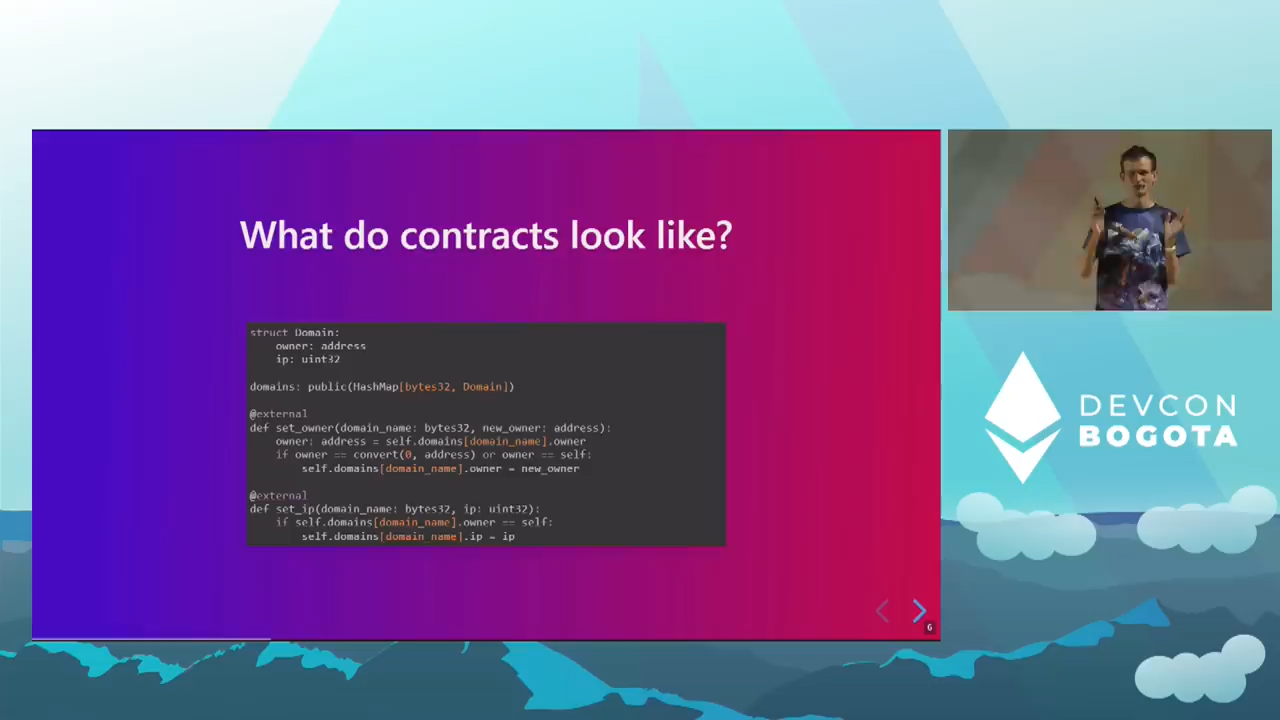 What do contracts look like?
struct Domain:
    owner: address
    ip: uint32
domains: public(HashMap[bytes32, Domain])
@external
def set_owner(domain_name: bytes32, new_owner: address):
    owner: address = self.domains[domain_name].owner
    if owner == convert(0, address) or owner == self:
        self.domains[domain_name].owner = new_owner
@external
def set_ip(domain_name: bytes32, ip: uint32):
    if self.domains[domain_name].owner == self:
        self.domains[domain_name].ip = ip
6
DEVCON
BOGOTA